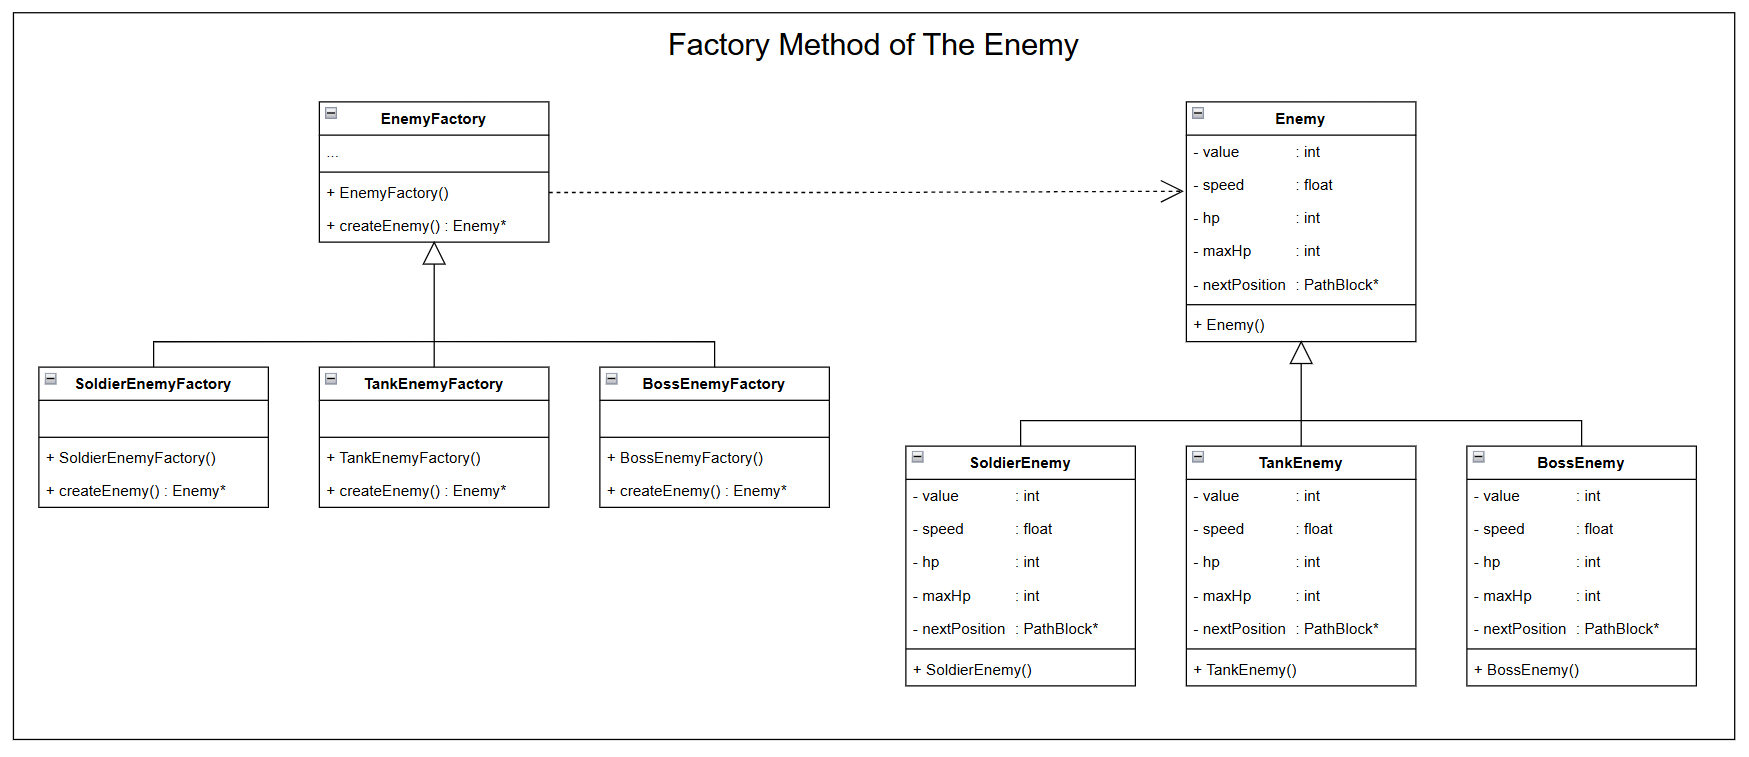 Factory Method of The Enemy
EnemyFactory
...
+ EnemyFactory()
+ createEnemy() : Enemy*
Enemy
- value : int
- speed : float
- hp : int
- maxHp : int
- nextPosition : PathBlock*
+ Enemy()
SoldierEnemyFactory
+ SoldierEnemyFactory()
+ createEnemy() : Enemy*
TankEnemyFactory
+ TankEnemyFactory()
+ createEnemy() : Enemy*
BossEnemyFactory
+ BossEnemyFactory()
+ createEnemy() : Enemy*
SoldierEnemy
- value : int
- speed : float
- hp : int
- maxHp : int
- nextPosition : PathBlock*
+ SoldierEnemy()
TankEnemy
- value : int
- speed : float
- hp : int
- maxHp : int
- nextPosition : PathBlock*
+ TankEnemy()
BossEnemy
- value : int
- speed : float
- hp : int
- maxHp : int
- nextPosition : PathBlock*
+ BossEnemy()